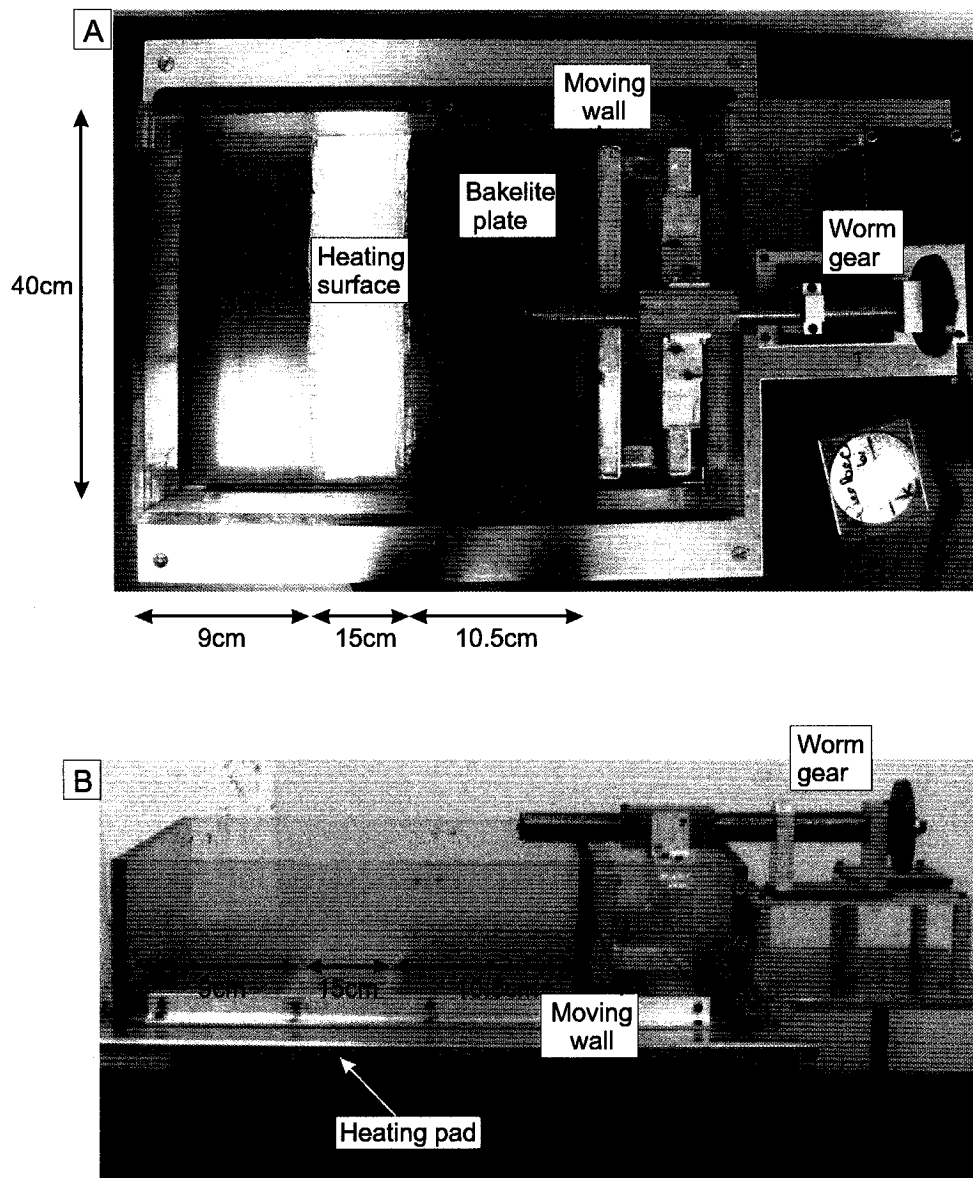 A
Moving
wall
Bakelite
plate
Worm
gear
Heating
surface
40cm
9cm
15cm
10.5cm
B
Worm
gear
9cm
15cm
Moving
wall
Heating pad